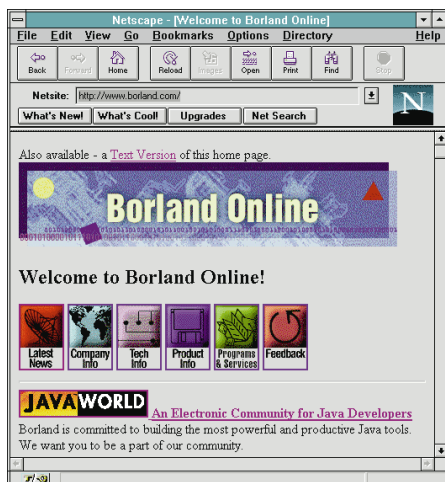 Netscape - [Welcome to Borland Online]
File Edit View Go Bookmarks Options Directory Help
Back Forward Home Reload Images Open Print Find Stop
Netsite: http://www.borland.com/
N
What's New! What's Cool! Upgrades Net Search
Also available - a Text Version of this home page.
Borland Online
Welcome to Borland Online!
Latest News
Company Info
Tech Info
Product Info
Programs & Services
Feedback
JAVAWORLD An Electronic Community for Java Developers
Borland is committed to building the most powerful and productive Java tools.
We want you to be a part of our community.